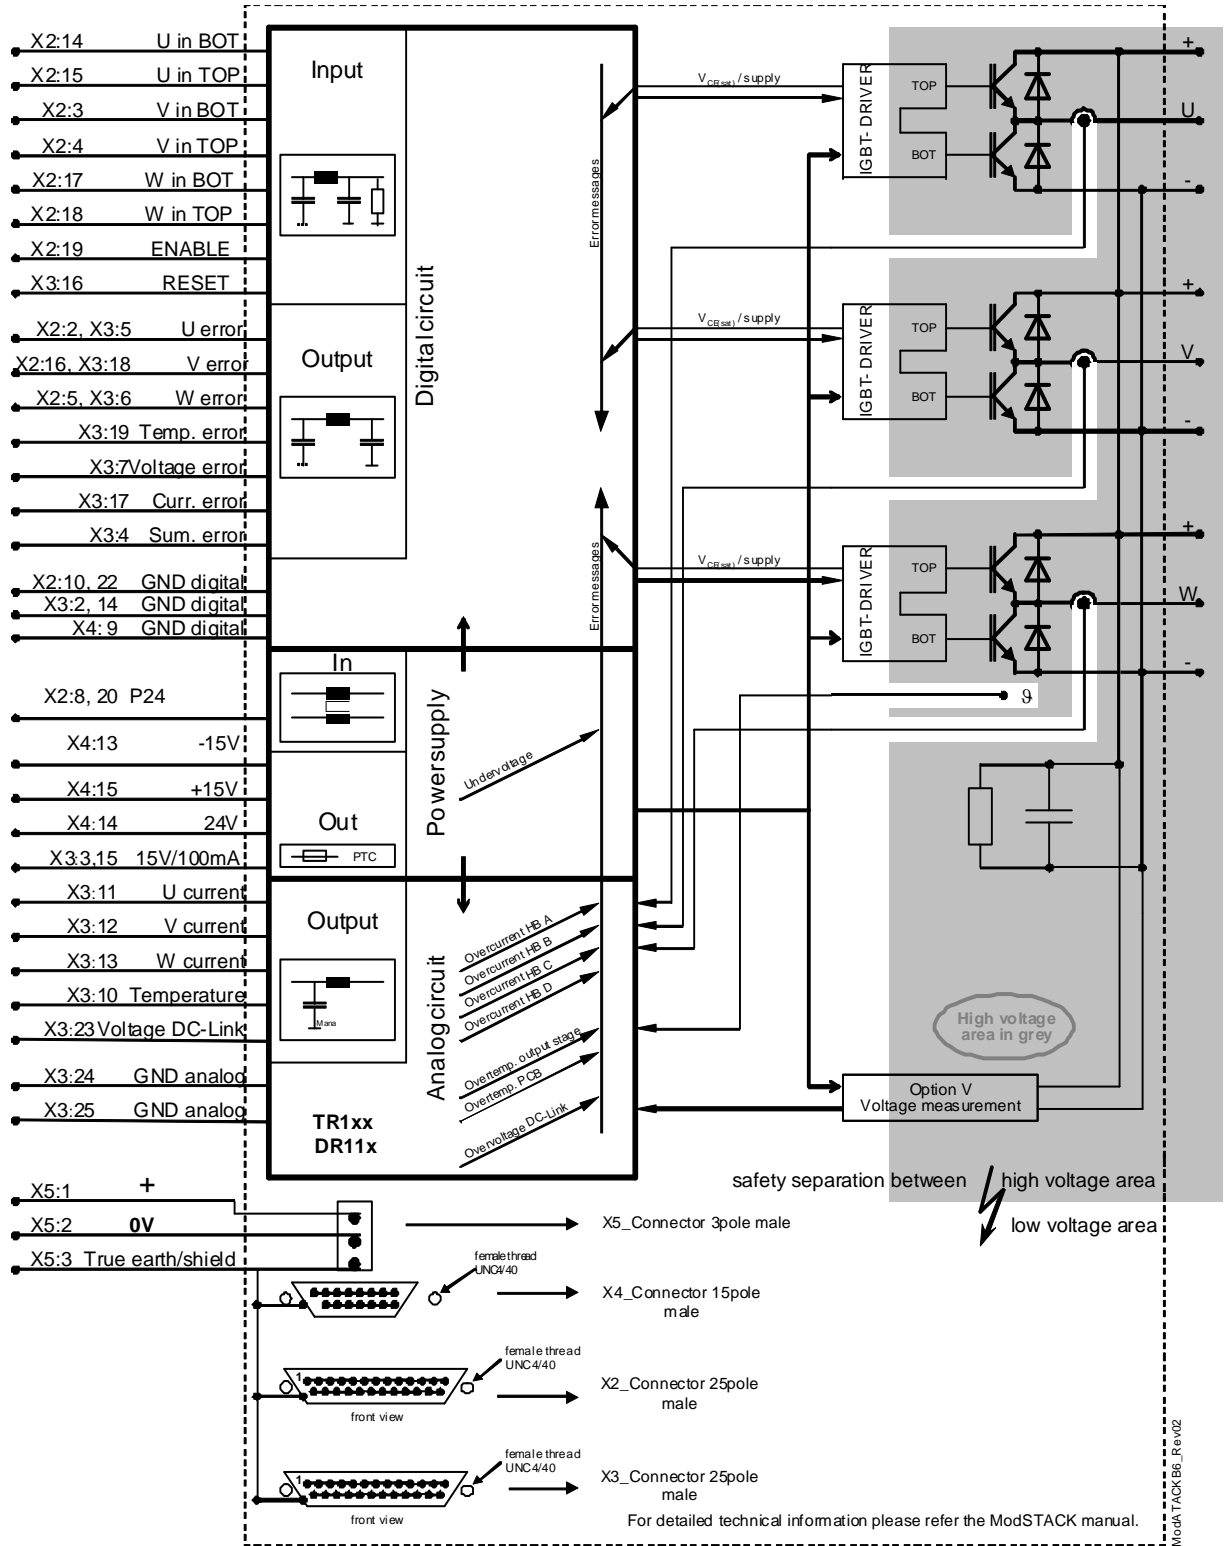 X2:14 U in BOT
X2:15 U in TOP
X2:3 V in BOT
X2:4 V in TOP
X2:17 W in BOT
X2:18 W in TOP
X2:19 ENABLE
X3:16 RESET
X2:2, X3:5 U error
X2:16, X3:18 V error
X2:5, X3:6 W error
X3:19 Temp. error
X3:7 Voltage error
X3:17 Curr. error
X3:4 Sum. error
X2:10, 22 GND digital
X3:2, 14 GND digital
X4: 9 GND digital
X2:8, 20 P24
X4:13 -15V
X4:15 +15V
X4:14 24V
X3:3,15 15V/100mA
X3:11 U current
X3:12 V current
X3:13 W current
X3:10 Temperature
X3:23 Voltage DC-Link
X3:24 GND analog
X3:25 GND analog
X5:1 +
X5:2 0V
X5:3 True earth/shield
Input
Output
Digitalcircuit
In
Out
PTC
Powersupply
Output
Mana
Analogcircuit
TR1xx
DR11x
Error messages
Error messages
Undervoltage
Overcurrent HB A
Overcurrent HB B
Overcurrent HB C
Overcurrent HB D
Overtemp. output stage
Overtemp. PCB
Overvoltage DC-Link
VCE(sat) / supply
IGBT- DRIVER
TOP
BOT
+
U
-
VCE(sat) / supply
IGBT- DRIVER
TOP
BOT
+
V
-
VCE(sat) / supply
IGBT- DRIVER
TOP
BOT
+
W
-
ϑ
High voltage
area in grey
Option V
Voltage measurement
safety separation between
high voltage area
low voltage area
X5_Connector 3pole male
female thread
UNC4/40
X4_Connector 15pole
male
1
female thread
UNC4/40
front view
X2_Connector 25pole
male
1
female thread
UNC4/40
front view
X3_Connector 25pole
male
For detailed technical information please refer the ModSTACK manual.
ModATACKB6_Rev02